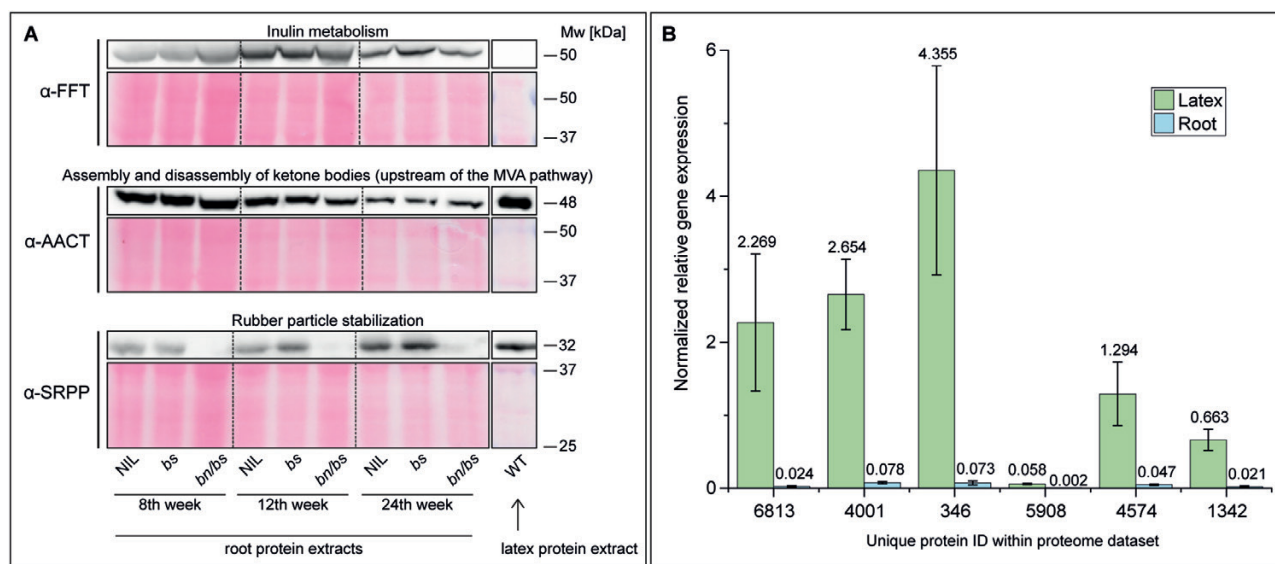 A
Inulin metabolism
Mw [kDa]
α-FFT
50
50
37
Assembly and disassembly of ketone bodies (upstream of the MVA pathway)
α-AACT
48
50
37
Rubber particle stabilization
α-SRPP
32
37
25
NIL bs bn/bs NIL bs bn/bs NIL bs bn/bs WT
8th week 12th week 24th week
root protein extracts latex protein extract
B
Normalized relative gene expression
6
4
2
0
Latex
Root
2.269
0.024
2.654
0.078
4.355
0.073
0.058
0.002
1.294
0.047
0.663
0.021
6813 4001 346 5908 4574 1342
Unique protein ID within proteome dataset